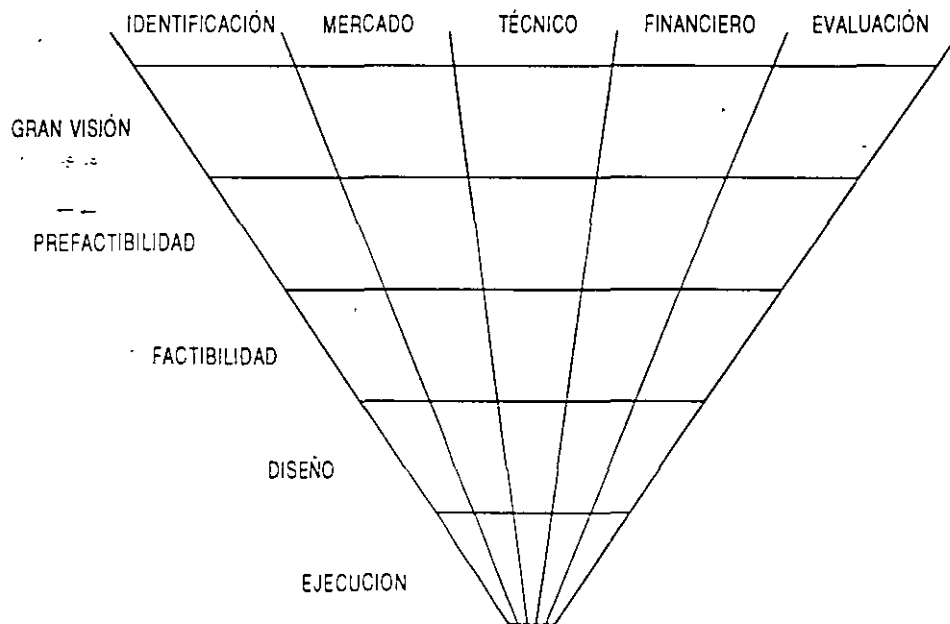 IDENTIFICACIÓN MERCADO TÉCNICO FINANCIERO EVALUACIÓN
GRAN VISIÓN
PREFACTIBILIDAD
FACTIBILIDAD
DISEÑO
EJECUCION